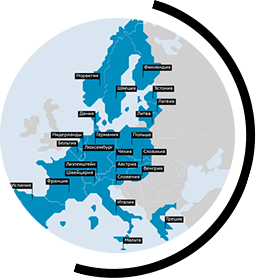 Финляндия
Норвегия
Швеция
Эстония
Латвия
Дания
Литва
Нидерланды
Германия
Польша
Бельгия
Люксембург
Чехия
Словакия
Лихтенштейн
Австрия
Швейцария
Венгрия
Франция
Словения
Испания
Италия
Греция
Мальта